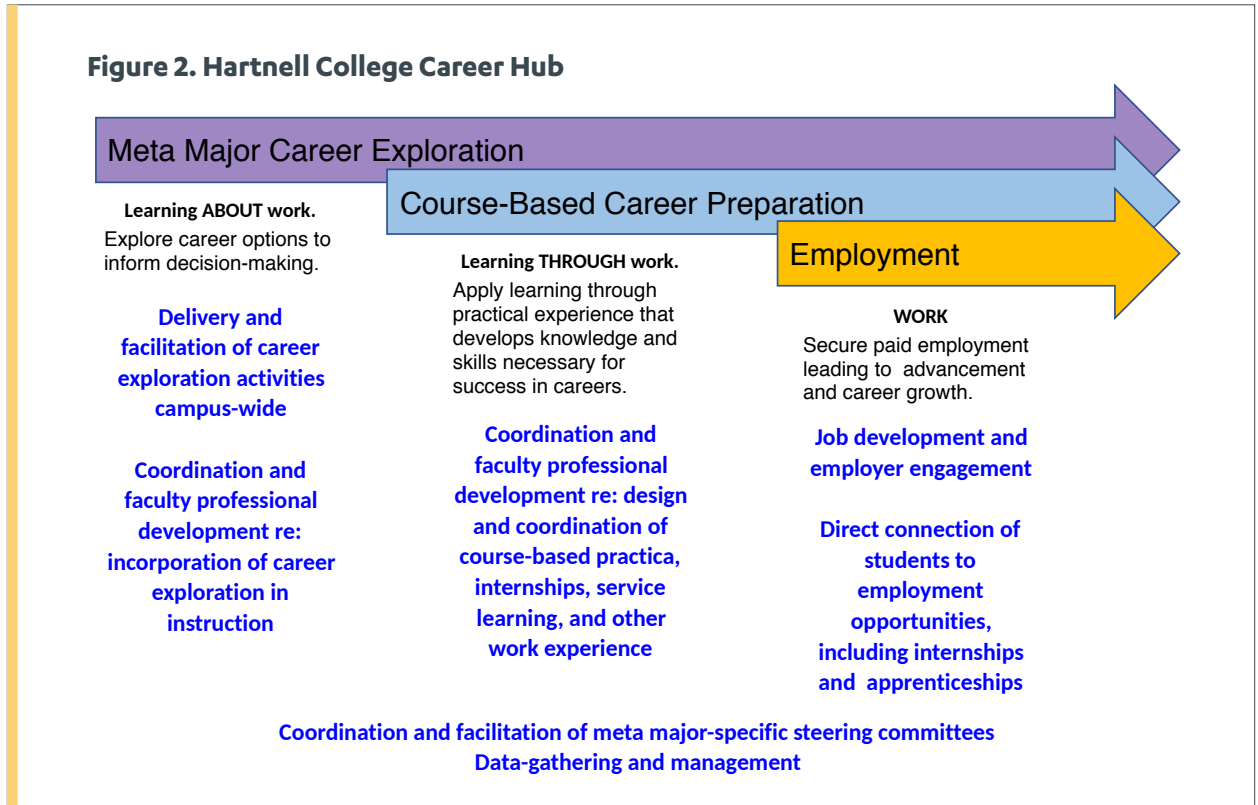 Figure 2. Hartnell College Career Hub
Meta Major Career Exploration
Learning ABOUT work.
Explore career options to
inform decision-making.
Delivery and
facilitation of career
exploration activities
campus-wide
Coordination and
faculty professional
development re:
incorporation of career
exploration in
instruction
Course-Based Career Preparation
Learning THROUGH work.
Apply learning through
practical experience that
develops knowledge and
skills necessary for
success in careers.
Coordination and
faculty professional
development re: design
and coordination of
course-based practica,
internships, service
learning, and other
work experience
Employment
WORK
Secure paid employment
leading to advancement
and career growth.
Job development and
employer engagement
Direct connection of
students to
employment
opportunities,
including internships
and apprenticeships
Coordination and facilitation of meta major-specific steering committees
Data-gathering and management